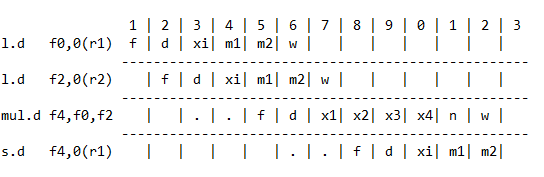 1 | 2 | 3 | 4 | 5 | 6 | 7 | 8 | 9 | 0 | 1 | 2 | 3
l.d f0,0(r1) f | d | xi| m1| m2| w | | | | | | |
-----------------------------------------------
l.d f2,0(r2) | f | d | xi| m1| m2| w | | | | | |
-----------------------------------------------
mul.d f4,f0,f2 | | . | . | f | d | x1| x2| x3| x4| n | w |
-----------------------------------------------
s.d f4,0(r1) | | | | | . | . | f | d | xi| m1| m2|